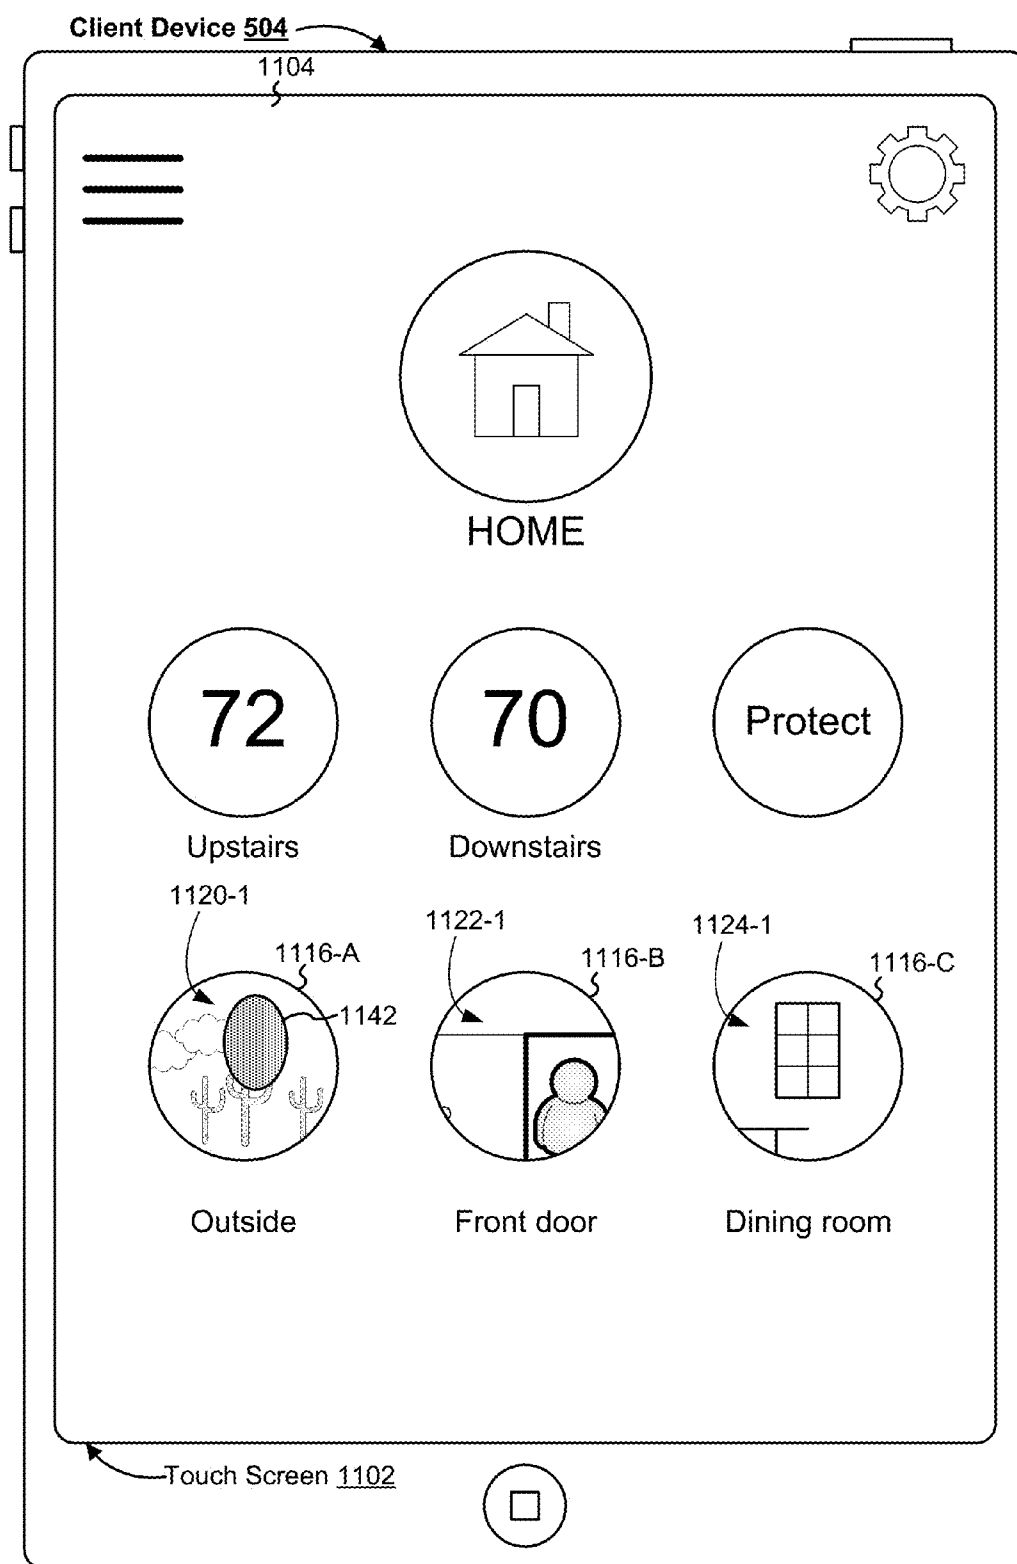 Client Device 504
1104
HOME
72
70
Protect
Upstairs
Downstairs
1120-1
1122-1
1124-1
1116-A
1116-B
1116-C
1142
Outside
Front door
Dining room
Touch Screen 1102